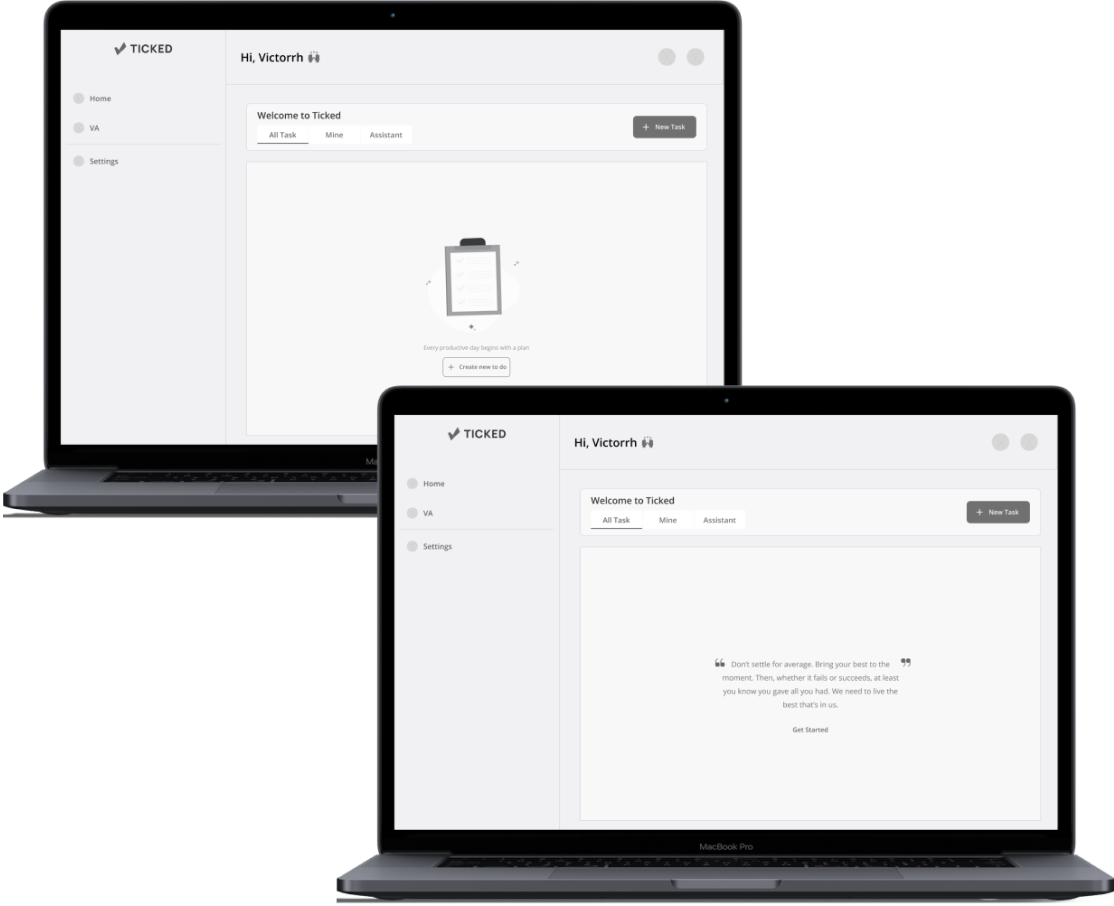 TICKED
Hi, Victorrh
Home
VA
Settings
Welcome to Ticked
All Task Mine Assistant
+ New Task
Every productive day begins with a plan
+ Create new to do
TICKED
Hi, Victorrh
Home
VA
Settings
Welcome to Ticked
All Task Mine Assistant
+ New Task
❝ Don't settle for average. Bring your best to the ❞
moment. Then, whether it fails or succeeds, at least
you know you gave all you had. We need to live the
best that's in us.
Get Started
MacBook Pro